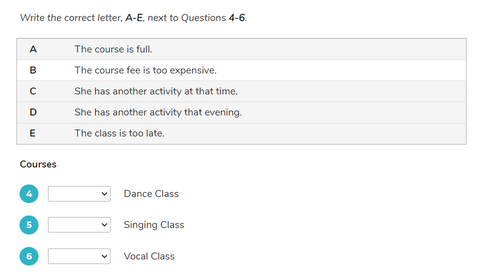 Write the correct letter, A-E, next to Questions 4-6.
A The course is full.
B The course fee is too expensive.
C She has another activity at that time.
D She has another activity that evening.
E The class is too late.
Courses
4 Dance Class
5 Singing Class
6 Vocal Class